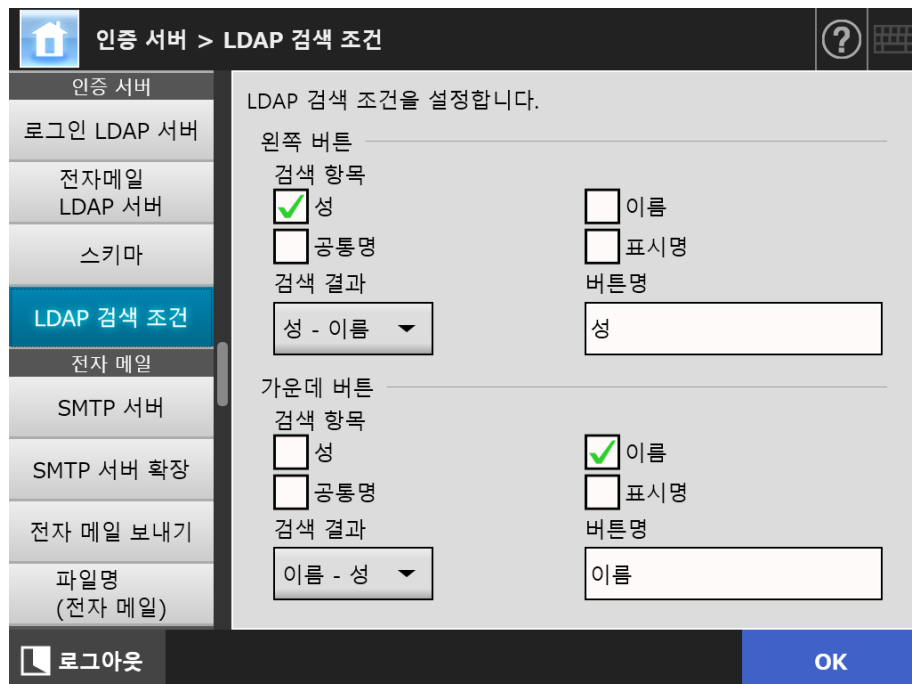 인증 서버 > LDAP 검색 조건
?
인증 서버
로그인 LDAP 서버
전자메일
LDAP 서버
스키마
LDAP 검색 조건
전자 메일
SMTP 서버
SMTP 서버 확장
전자 메일 보내기
파일명
(전자 메일)
LDAP 검색 조건을 설정합니다.
왼쪽 버튼
검색 항목
성 이름
공통명 표시명
검색 결과 버튼명
성 - 이름 성
가운데 버튼
검색 항목
성 이름
공통명 표시명
검색 결과 버튼명
이름 - 성 이름
로그아웃 OK